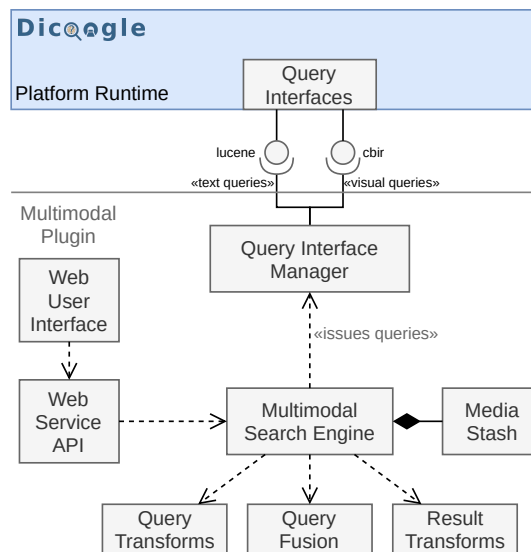 Dicoogle
Platform Runtime
Query
Interfaces
lucene
cbir
«text queries»
«visual queries»
Multimodal
Plugin
Query Interface
Manager
Web
User
Interface
«issues queries»
Web
Service
API
Multimodal
Search Engine
Media
Stash
Query
Transforms
Query
Fusion
Result
Transforms